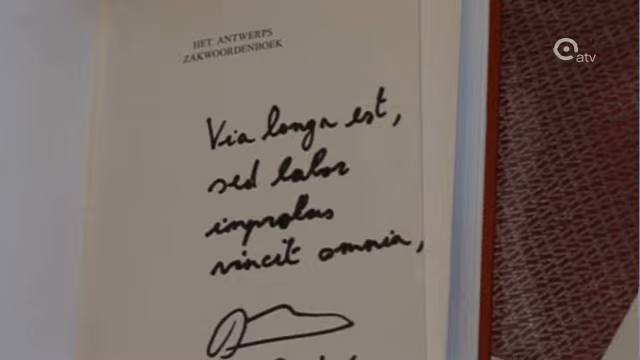 HET ANTWERPS
ZAKWOORDENBOEK
atv
Via longa est,
sed labor
improbus
vincit omnia,